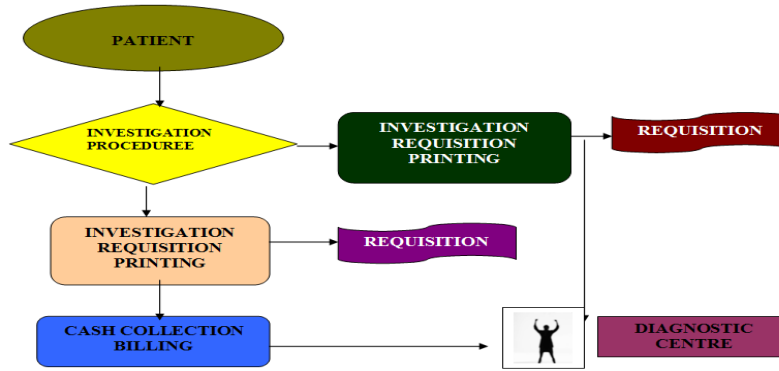 PATIENT
INVESTIGATION
PROCEDUREE
INVESTIGATION
REQUISITION
PRINTING
REQUISITION
INVESTIGATION
REQUISITION
PRINTING
REQUISITION
CASH COLLECTION
BILLING
DIAGNOSTIC
CENTRE